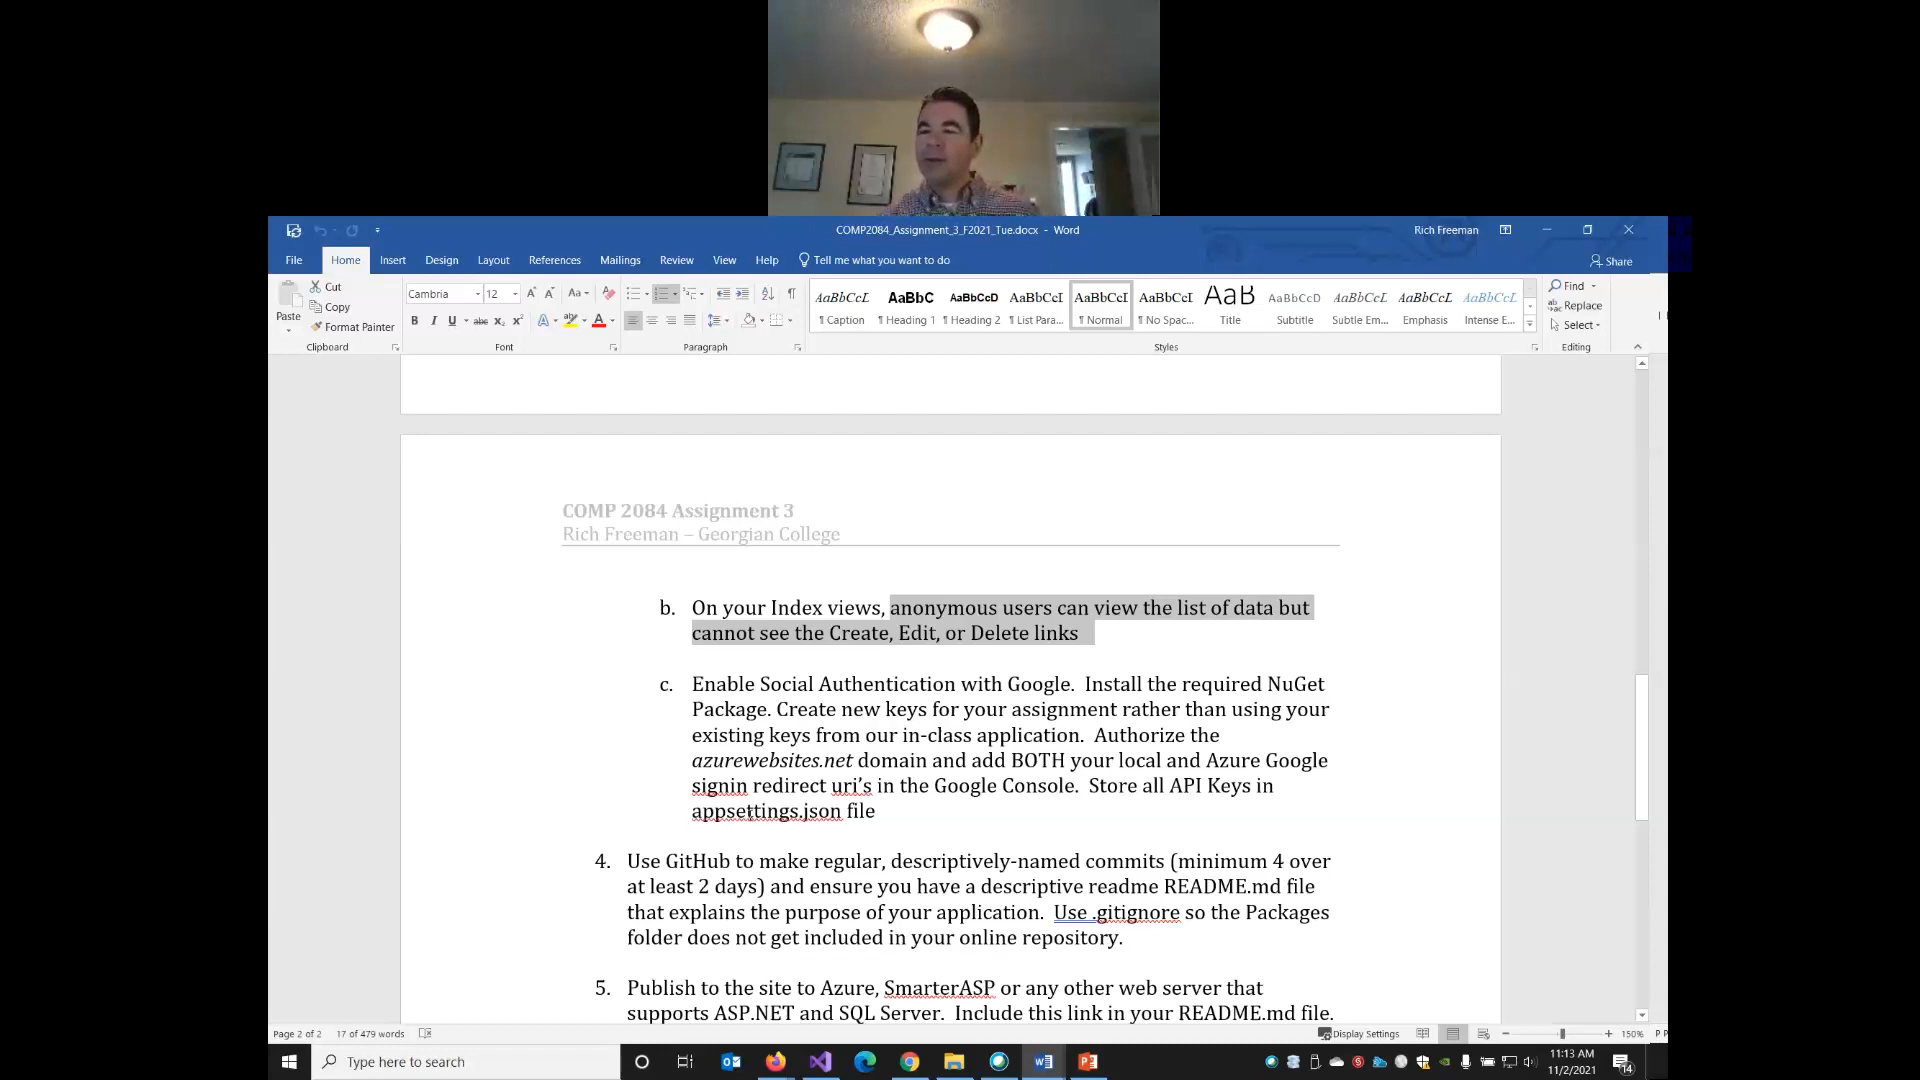 COMP2084_Assignment_3_F2021_Tue.docx - Word
Rich Freeman
File Home Insert Design Layout References Mailings Review View Help Tell me what you want to do
Share
Paste
Cut
Copy
Format Painter
Clipboard
Cambria 12
Font
Paragraph
AaBbCcL AaBbC AaBbCcD AaBbCcI AaBbCcI AaBbCcI AaB AaBbCcD AaBbCcL AaBbCcL AaBbCcL
¶ Caption ¶ Heading 1 ¶ Heading 2 ¶ List Para... ¶ Normal ¶ No Spac... Title Subtitle Subtle Em... Emphasis Intense E...
Styles
Find
Replace
Select
Editing
COMP 2084 Assignment 3
Rich Freeman – Georgian College
b. On your Index views, anonymous users can view the list of data but
cannot see the Create, Edit, or Delete links
c. Enable Social Authentication with Google. Install the required NuGet
Package. Create new keys for your assignment rather than using your
existing keys from our in-class application. Authorize the
azurewebsites.net domain and add BOTH your local and Azure Google
signin redirect uri’s in the Google Console. Store all API Keys in
appsettings.json file
4. Use GitHub to make regular, descriptively-named commits (minimum 4 over
at least 2 days) and ensure you have a descriptive readme README.md file
that explains the purpose of your application. Use .gitignore so the Packages
folder does not get included in your online repository.
5. Publish to the site to Azure, SmarterASP or any other web server that
supports ASP.NET and SQL Server. Include this link in your README.md file.
Page 2 of 2 17 of 479 words
Display Settings
150%
Type here to search
11:13 AM
11/2/2021
14